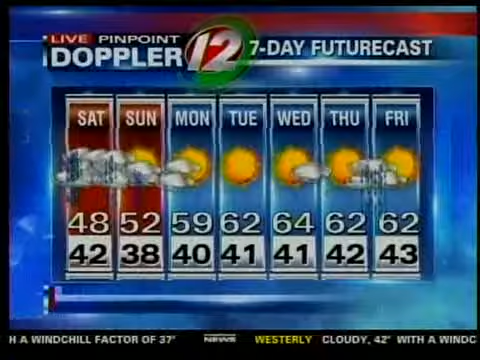 LIVE PINPOINT
DOPPLER 12 7-DAY FUTURECAST
SAT SUN MON TUE WED THU FRI
48 52 59 62 64 62 62
42 38 40 41 41 42 43
H A WINDCHILL FACTOR OF 37° NEWS WESTERLY CLOUDY, 42° WITH A WINDC